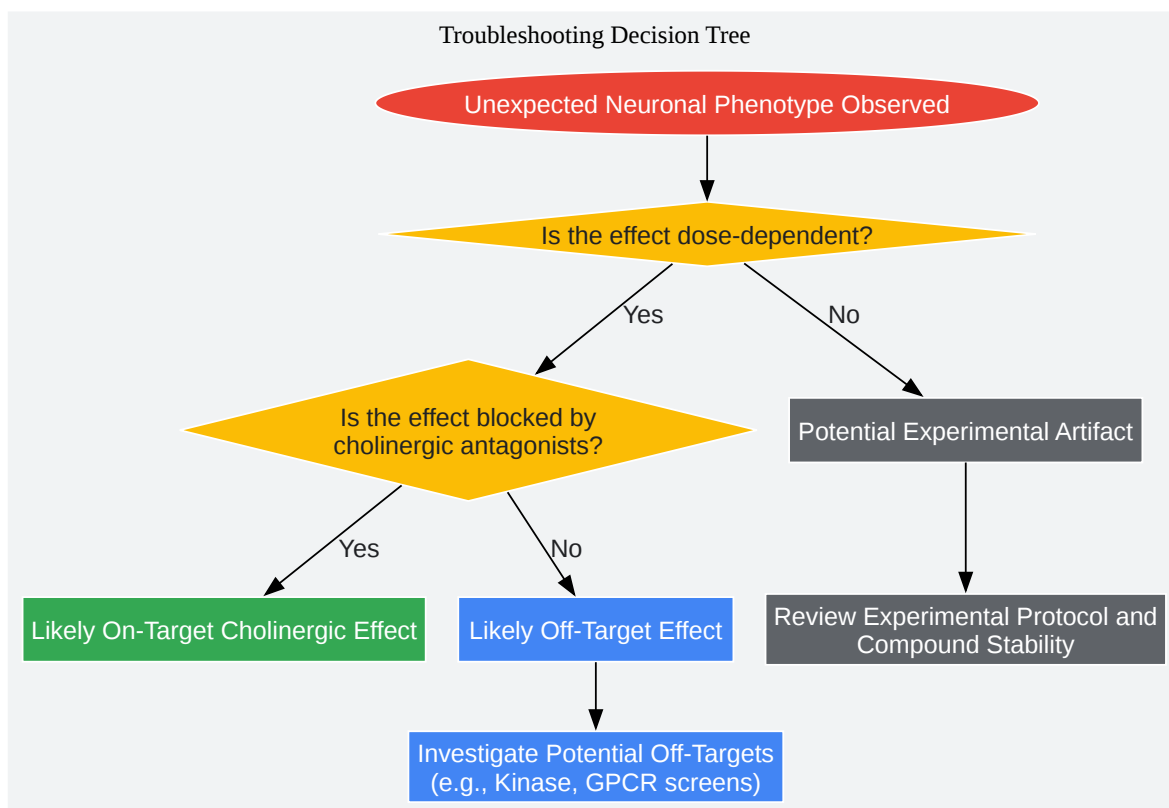 Troubleshooting Decision Tree
Unexpected Neuronal Phenotype Observed
Is the effect dose-dependent?
Yes
No
Is the effect blocked by
cholinergic antagonists?
Potential Experimental Artifact
Yes
No
Likely On-Target Cholinergic Effect
Likely Off-Target Effect
Review Experimental Protocol and
Compound Stability
Investigate Potential Off-Targets
(e.g., Kinase, GPCR screens)